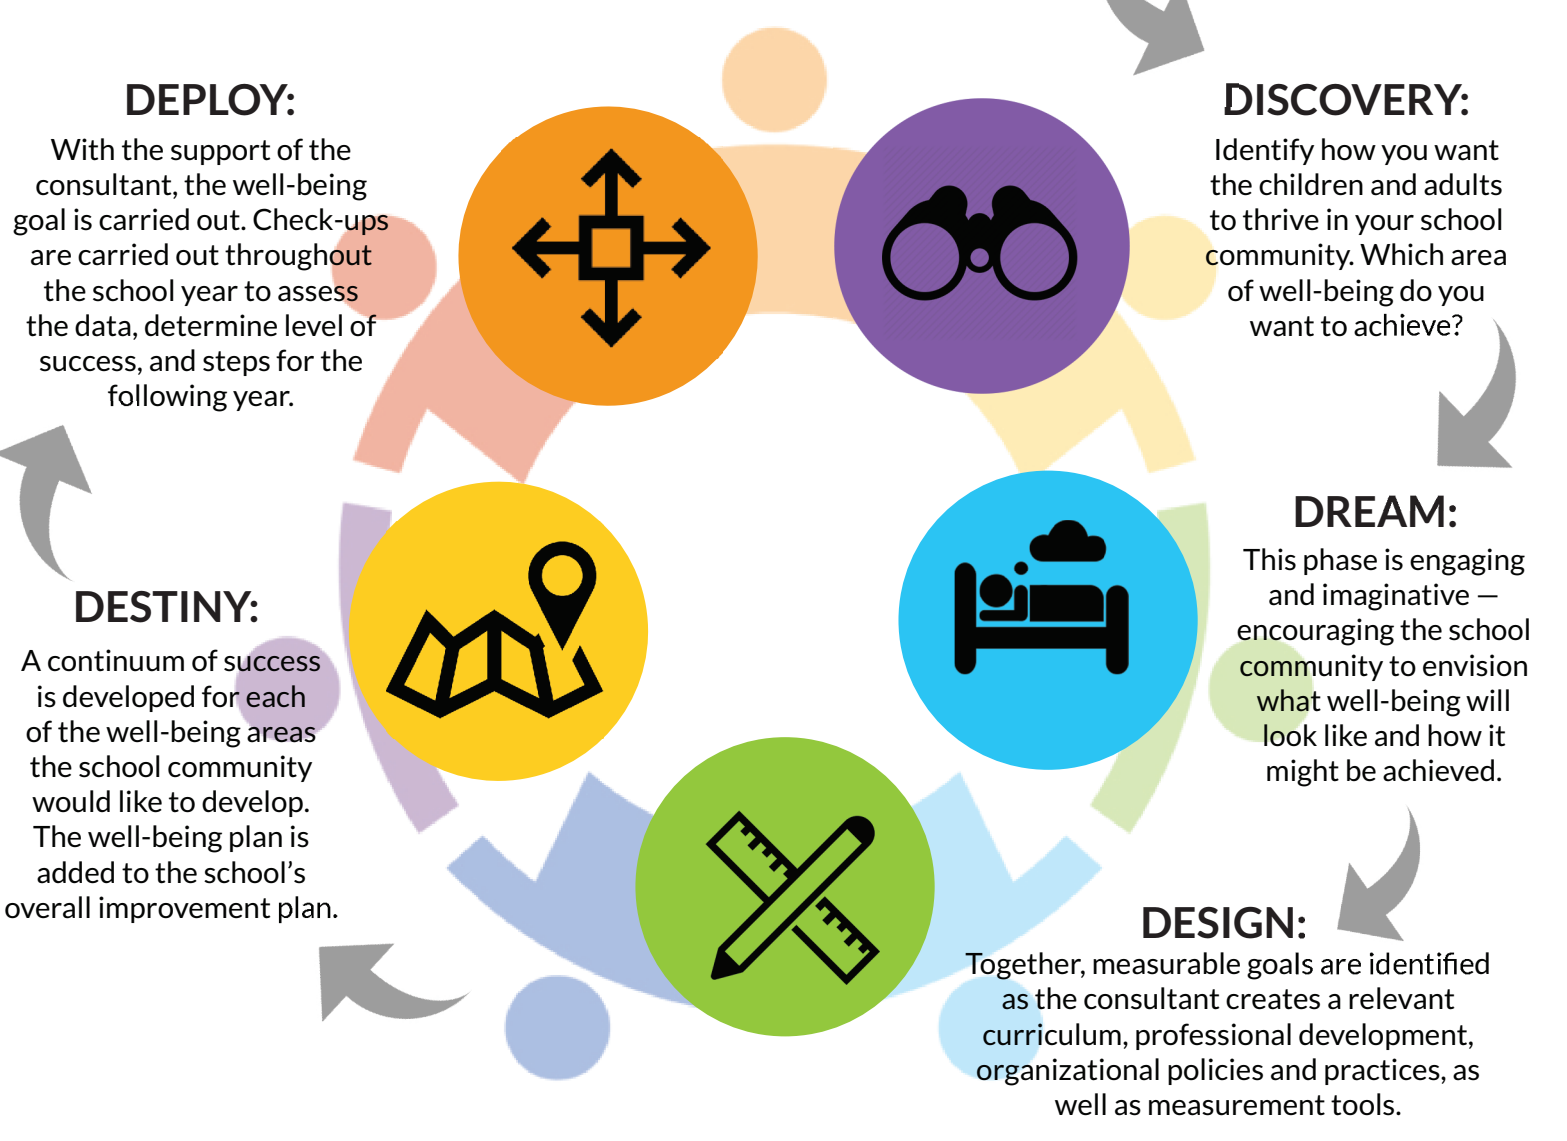 DEPLOY:
With the support of the
consultant, the well-being
goal is carried out. Check-ups
are carried out throughout
the school year to assess
the data, determine level of
success, and steps for the
following year.
DISCOVERY:
Identify how you want
the children and adults
to thrive in your school
community. Which area
of well-being do you
want to achieve?
DREAM:
This phase is engaging
and imaginative —
encouraging the school
community to envision
what well-being will
look like and how it
might be achieved.
DESTINY:
A continuum of success
is developed for each
of the well-being areas
the school community
would like to develop.
The well-being plan is
added to the school’s
overall improvement plan.
DESIGN:
Together, measurable goals are identified
as the consultant creates a relevant
curriculum, professional development,
organizational policies and practices, as
well as measurement tools.